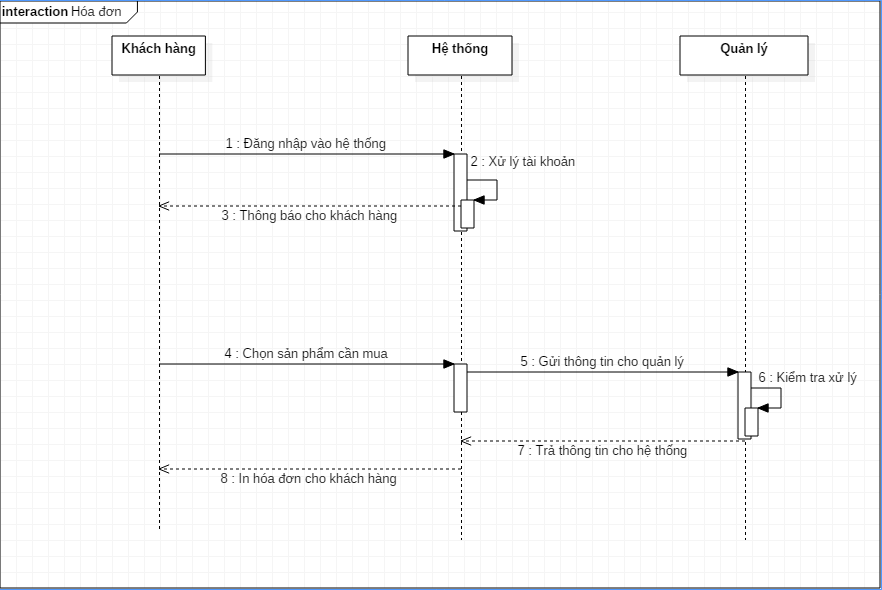 interaction Hóa đơn
Khách hàng
Hệ thống
Quản lý
1 : Đăng nhập vào hệ thống
2 : Xử lý tài khoản
3 : Thông báo cho khách hàng
4 : Chọn sản phẩm cần mua
5 : Gửi thông tin cho quản lý
6 : Kiểm tra xử lý
7 : Trả thông tin cho hệ thống
8 : In hóa đơn cho khách hàng